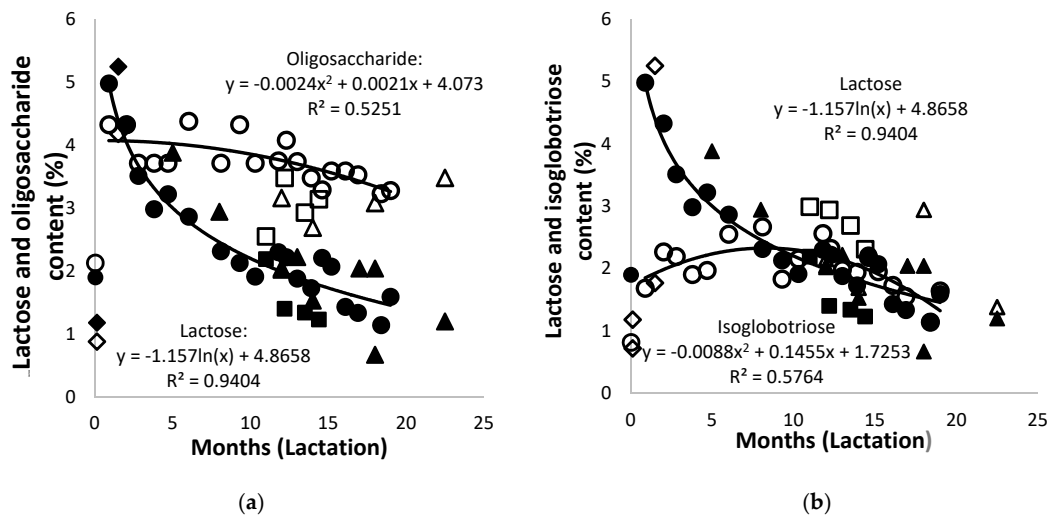 6
5
4
3
2
1
0
Lactose and oligosaccharide
content (%)
Oligosaccharide:
y = -0.0024x² + 0.0021x + 4.073
R² = 0.5251
Lactose:
y = -1.157ln(x) + 4.8658
R² = 0.9404
0 5 10 15 20 25
Months (Lactation)
(a)
6
5
4
3
2
1
0
Lactose and isoglobotriose
content (%)
Lactose
y = -1.157ln(x) + 4.8658
R² = 0.9404
Isoglobotriose
y = -0.0088x² + 0.1455x + 1.7253
R² = 0.5764
0 5 10 15 20 25
Months (Lactation)
(b)